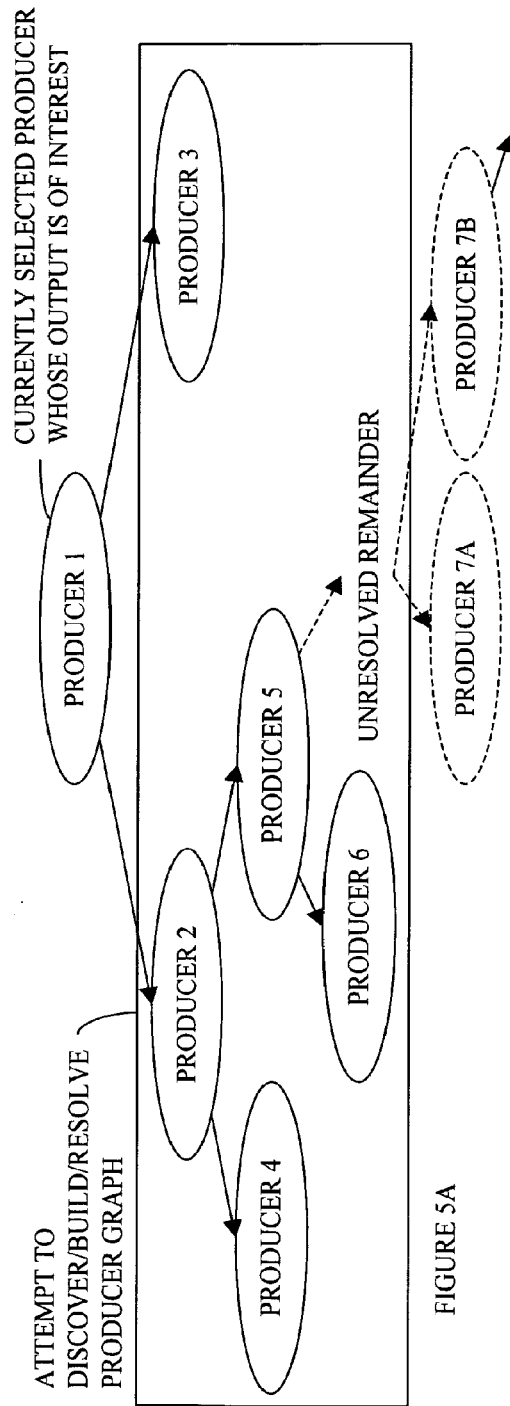 CURRENTLY SELECTED PRODUCER
WHOSE OUTPUT IS OF INTEREST
ATTEMPT TO
DISCOVER/BUILD/RESOLVE
PRODUCER GRAPH
PRODUCER 1
PRODUCER 2
PRODUCER 3
PRODUCER 4
PRODUCER 5
PRODUCER 6
UNRESOLVED REMAINDER
PRODUCER 7A
PRODUCER 7B
FIGURE 5A